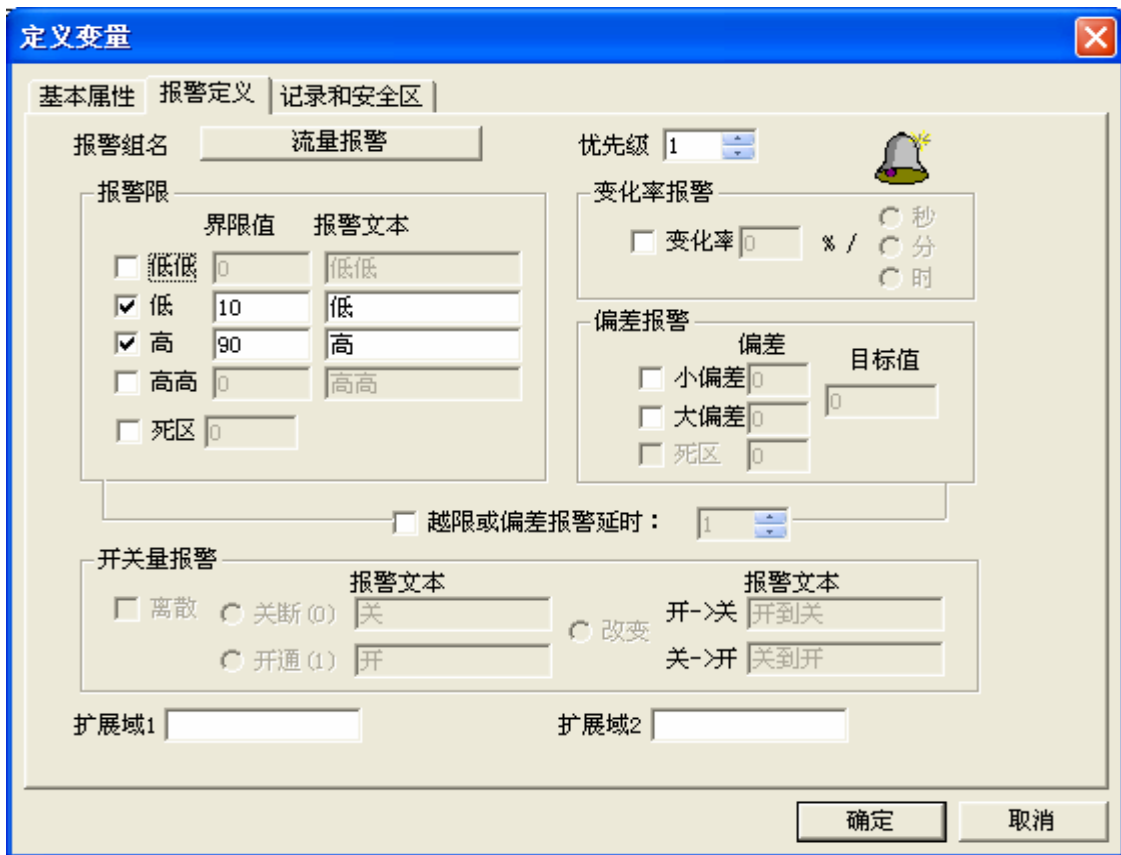 定义变量
基本属性 报警定义 记录和安全区
报警组名 流量报警 优先级 1
报警限 变化率报警
界限值 报警文本
变化率 0 % / 秒 分 时
低低 0 低低
低 10 低
高 90 高
高高 0 高高
死区 0
偏差报警
偏差 目标值
小偏差 0 0
大偏差 0
死区 0
越限或偏差报警延时： 1
开关量报警
报警文本 报警文本
离散 关断(0) 关 改变 开->关 开到关
开通(1) 开 关->开 关到开
扩展域1 扩展域2
确定 取消